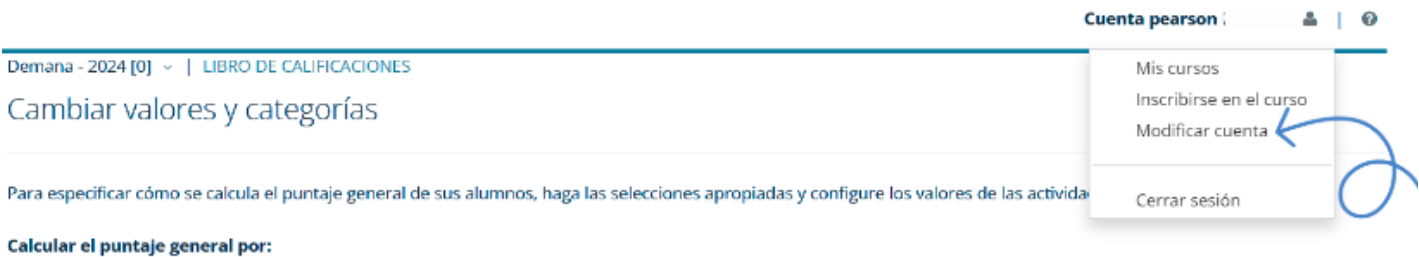 Cuenta pearson
Demana - 2024 [0] | LIBRO DE CALIFICACIONES
Cambiar valores y categorías
Mis cursos
Inscribirse en el curso
Modificar cuenta
Cerrar sesión
Para especificar cómo se calcula el puntaje general de sus alumnos, haga las selecciones apropiadas y configure los valores de las activida
Calcular el puntaje general por: